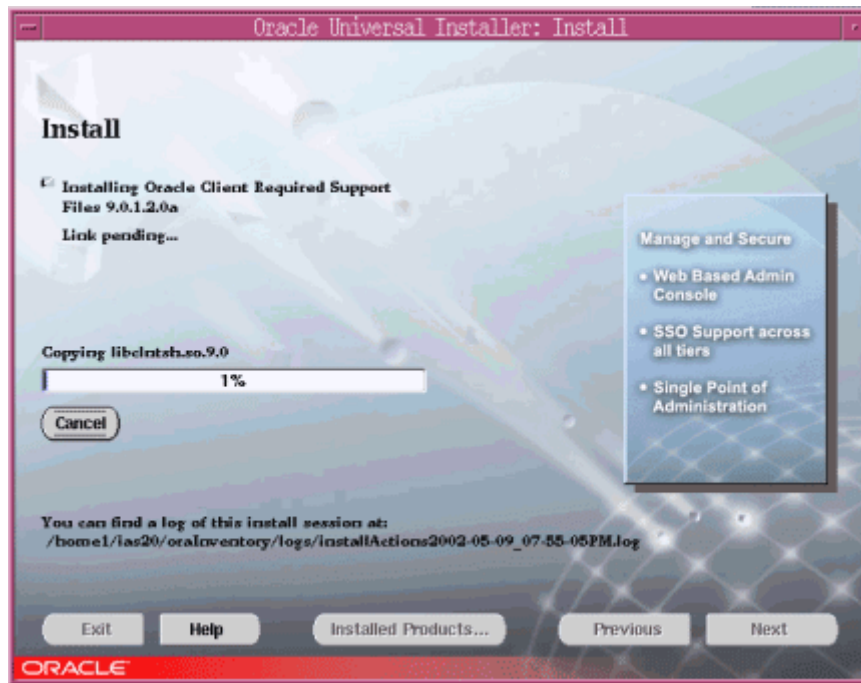 Oracle Universal Installer: Install
Install
Installing Oracle Client Required Support
Files 9.0.1.2.0a
Link pending...
Manage and Secure
• Web Based Admin
Console
• SSO Support across
all tiers
• Single Point of
Administration
Copying libclntsh.so.9.0
1%
Cancel
You can find a log of this install session at:
/home1/ias20/oraInventory/logs/installActions2002-05-09_07-55-05PM.log
Exit
Help
Installed Products...
Previous
Next
ORACLE